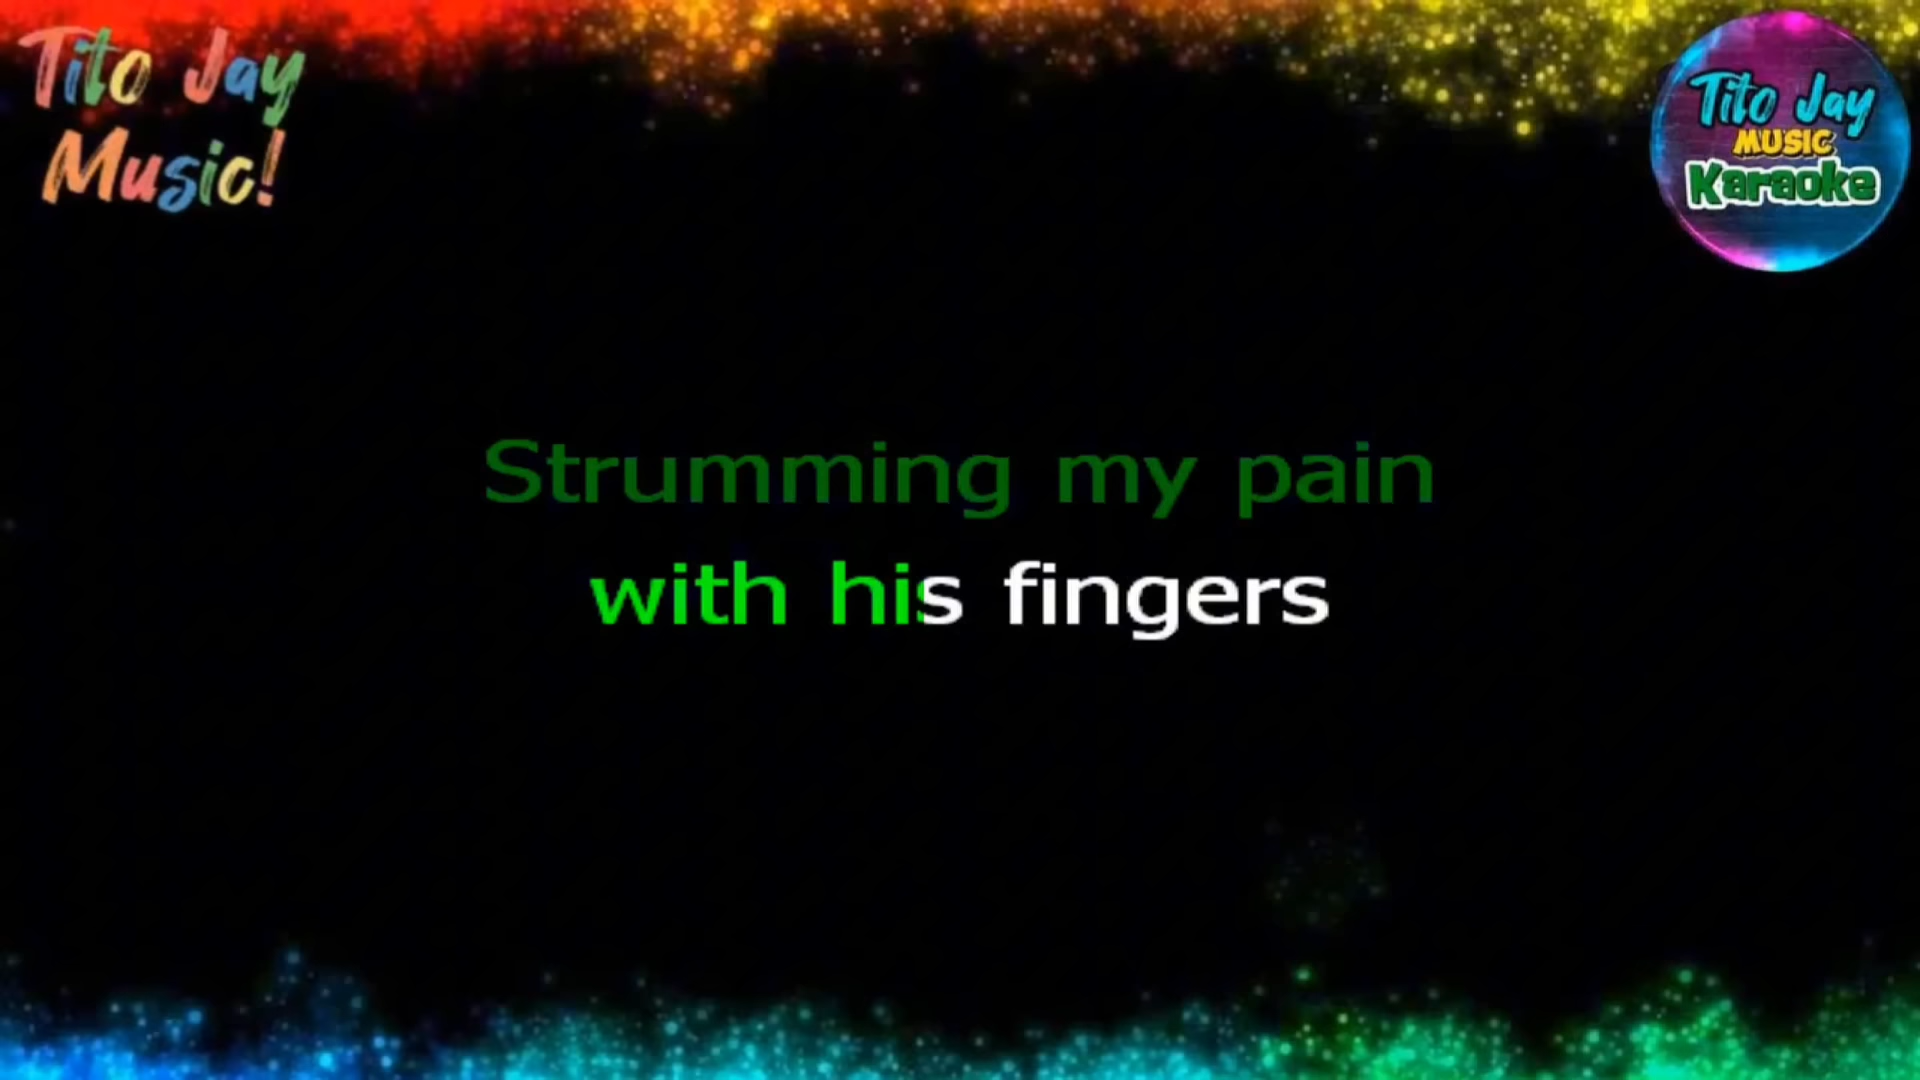 Tito Jay
Music!
Tito Jay
MUSIC
Karaoke
Strumming my pain
with his fingers